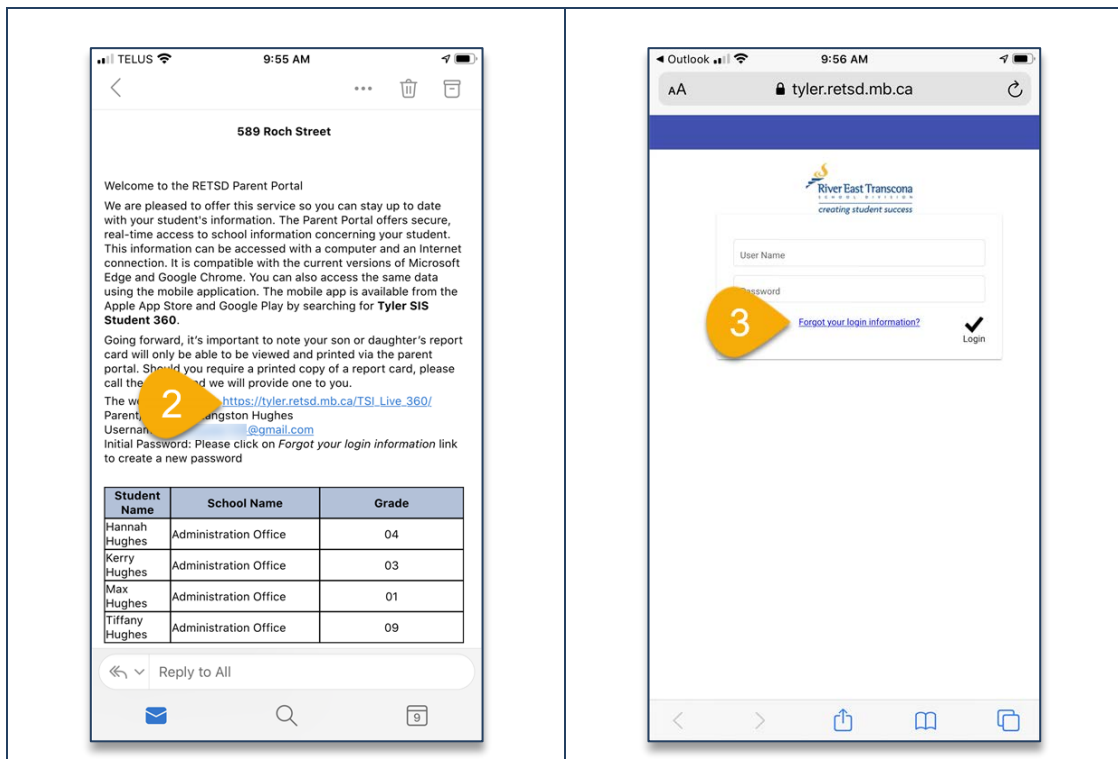 TELUS 9:55 AM
589 Roch Street
Welcome to the RETSD Parent Portal
We are pleased to offer this service so you can stay up to date
with your student's information. The Parent Portal offers secure,
real-time access to school information concerning your student.
This information can be accessed with a computer and an Internet
connection. It is compatible with the current versions of Microsoft
Edge and Google Chrome. You can also access the same data
using the mobile application. The mobile app is available from the
Apple App Store and Google Play by searching for Tyler SIS
Student 360.
Going forward, it's important to note your son or daughter's report
card will only be able to be viewed and printed via the parent
portal. Should you require a printed copy of a report card, please
call the we will provide one to you.
The 2 https://tyler.retsd.mb.ca/TSI_Live_360/
Hughes
@gmail.com
Initial Password: Please click on Forgot your login information link
to create a new password
Student Name School Name Grade
Hannah Hughes Administration Office 04
Kerry Hughes Administration Office 03
Max Hughes Administration Office 01
Tiffany Hughes Administration Office 09
Reply to All
9
Outlook 9:56 AM
AA tyler.retsd.mb.ca
River East Transcona
SCHOOL DIVISION
creating student success
User Name
3 Forgot your login information?
Login